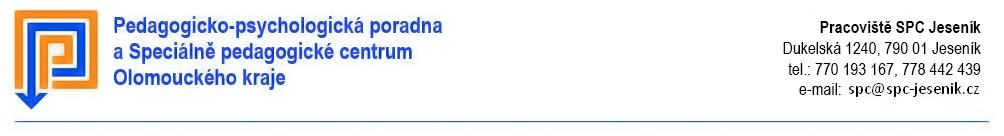 Pedagogicko-psychologická poradna
a Speciálně pedagogické centrum
Olomouckého kraje
Pracoviště SPC Jeseník
Dukelská 1240, 790 01 Jeseník
tel.: 770 193 167, 778 442 439
e-mail: spc@spc-jesenik.cz